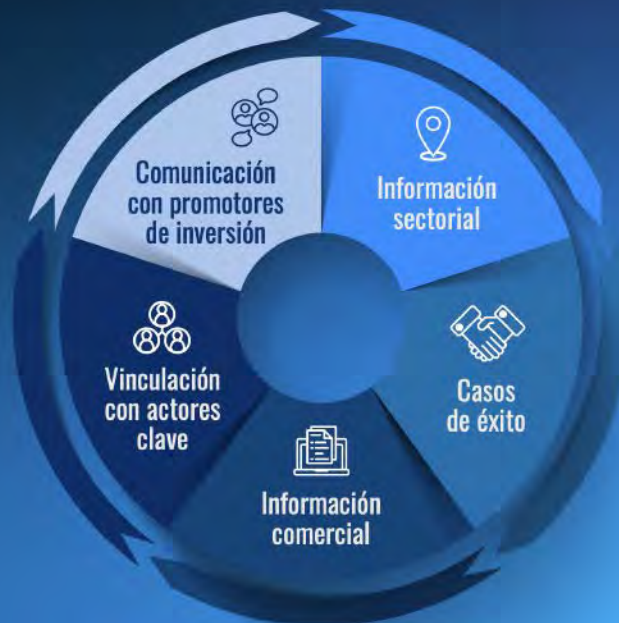 Comunicación
con promotores
de inversión
Información
sectorial
Casos
de éxito
Información
comercial
Vinculación
con actores
clave